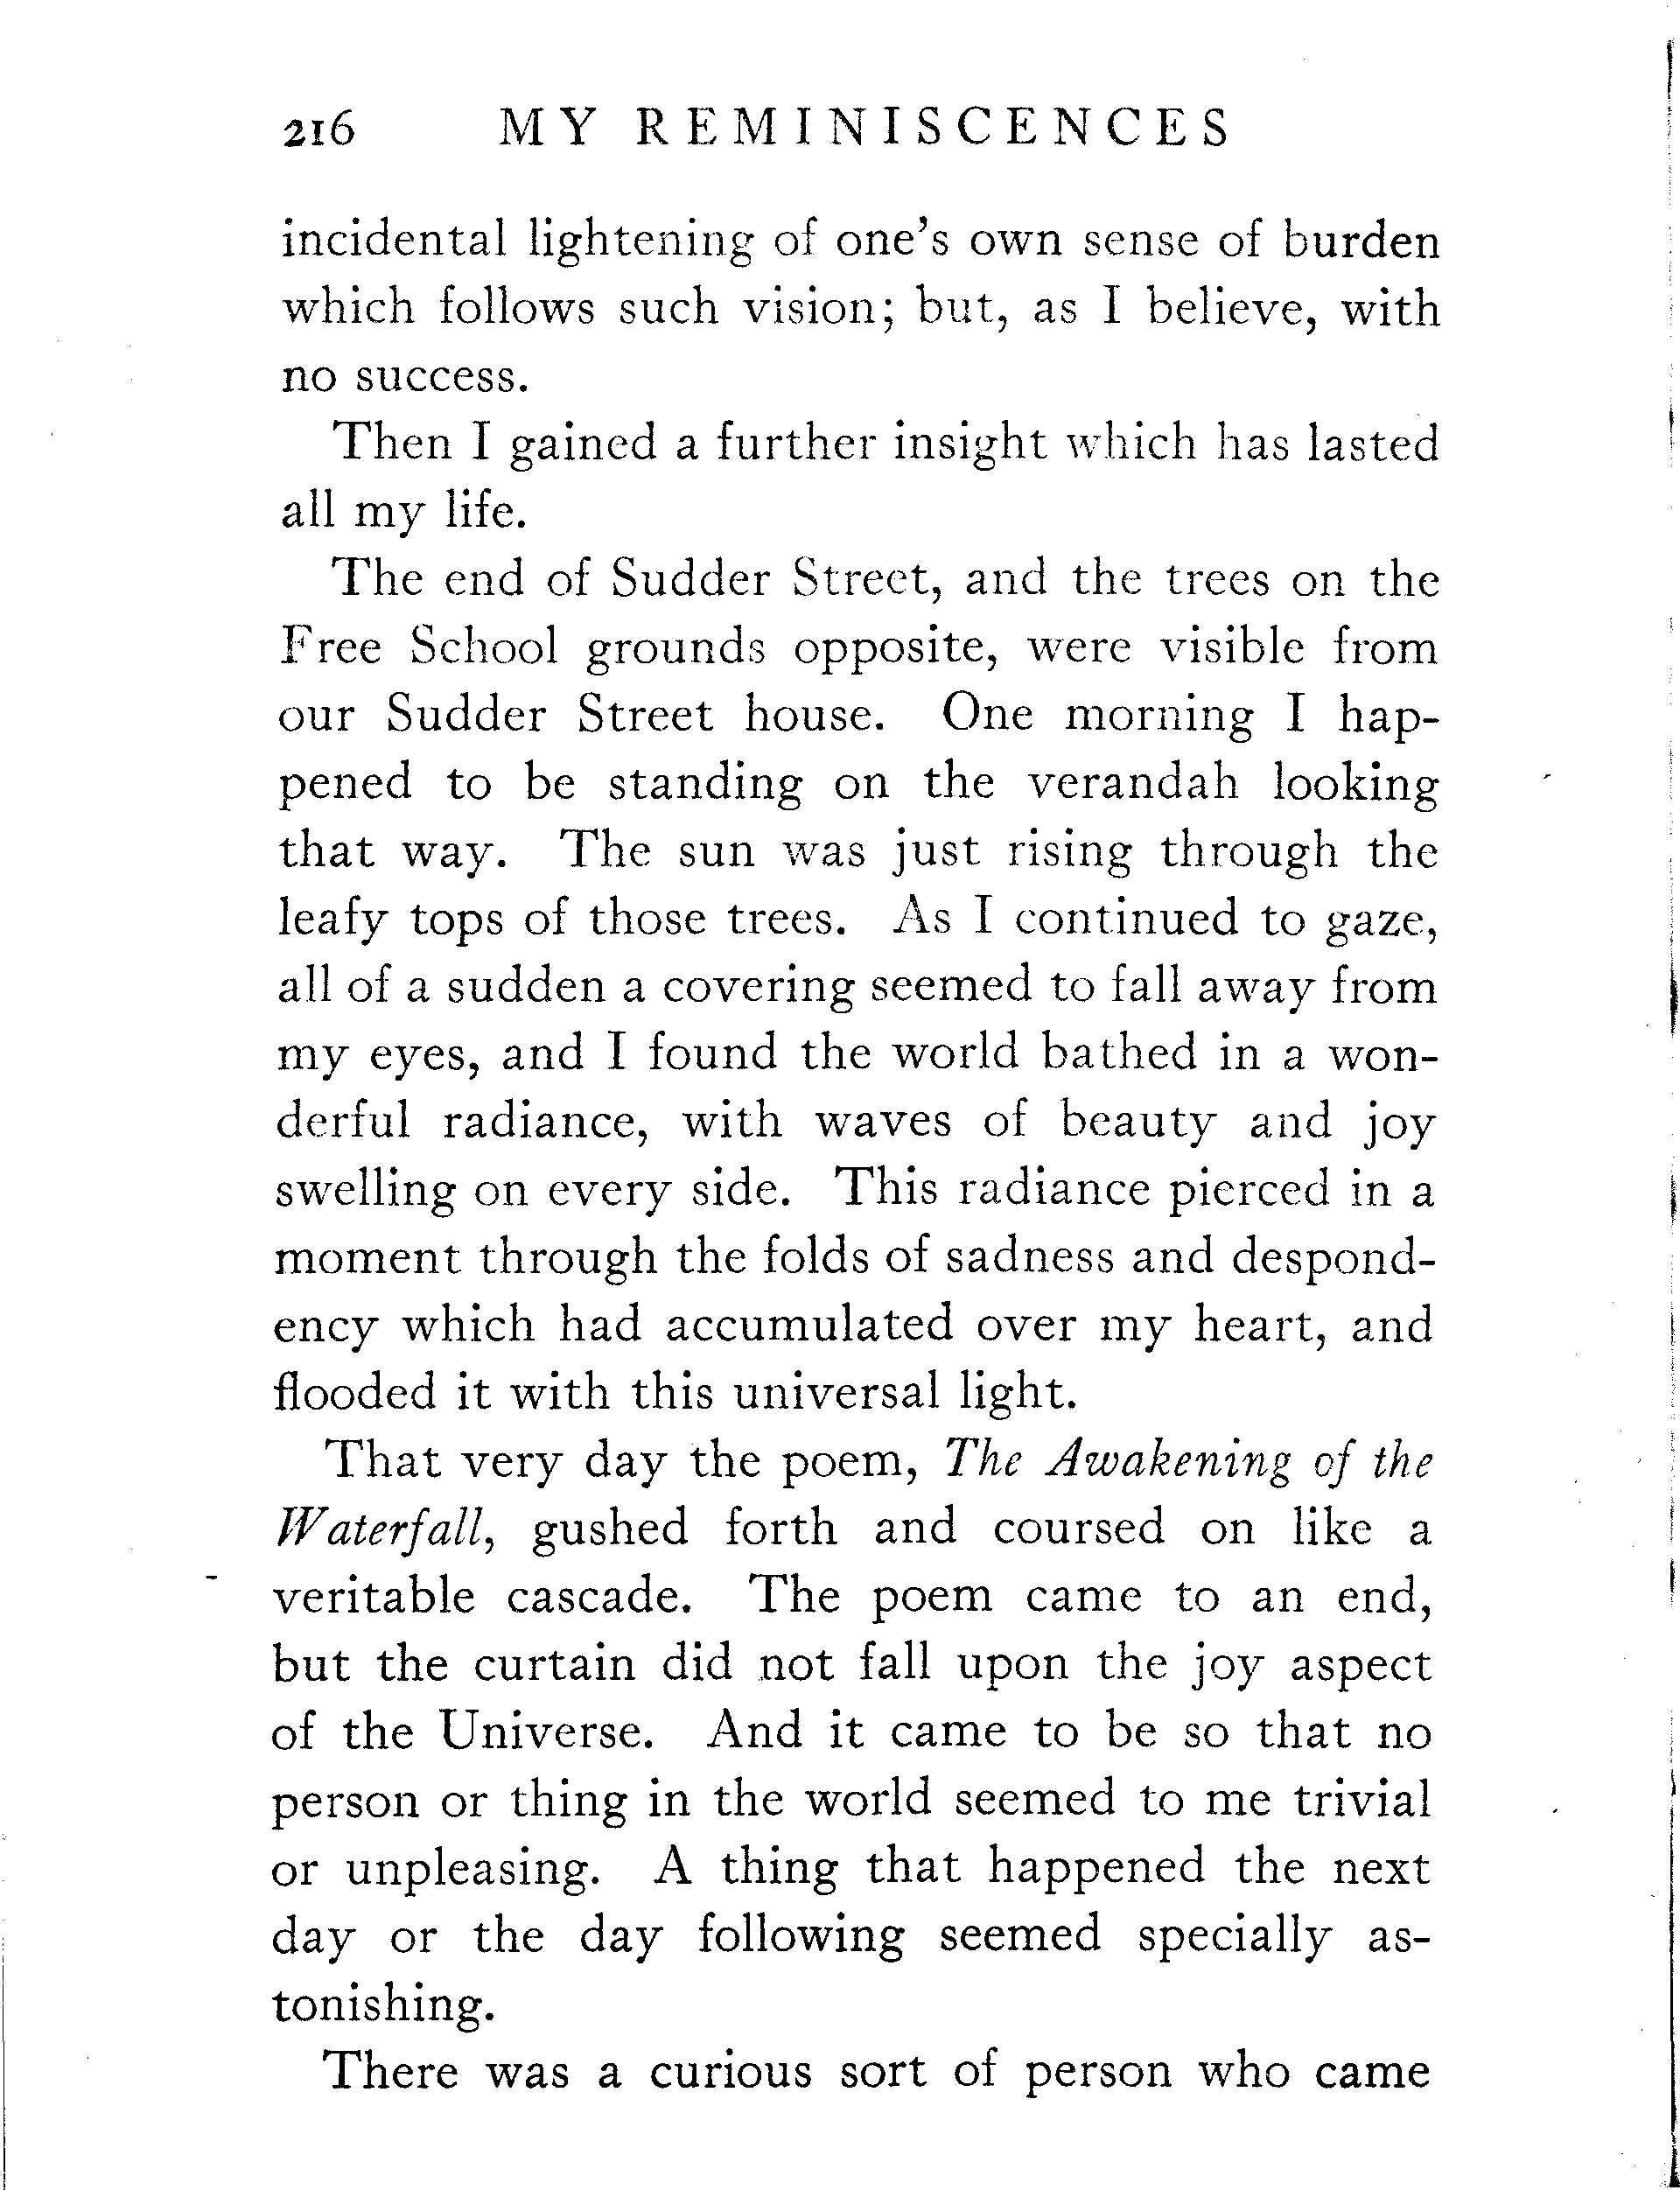 216 MY REMINISCENCES
incidental lightening of one's own sense of burden
which follows such vision; but, as I believe, with
no success.
Then I gained a further insight which has lasted
all my life.
The end of Sudder Street, and the trees on the
Free School grounds opposite, were visible from
our Sudder Street house. One morning I hap-
pened to be standing on the verandah looking
that way. The sun was just rising through the
leafy tops of those trees. As I continued to gaze,
all of a sudden a covering seemed to fall away from
my eyes, and I found the world bathed in a won-
derful radiance, with waves of beauty and joy
swelling on every side. This radiance pierced in a
moment through the folds of sadness and despond-
ency which had accumulated over my heart, and
flooded it with this universal light.
That very day the poem, The Awakening of the
Waterfall, gushed forth and coursed on like a
veritable cascade. The poem came to an end,
but the curtain did not fall upon the joy aspect
of the Universe. And it came to be so that no
person or thing in the world seemed to me trivial
or unpleasing. A thing that happened the next
day or the day following seemed specially as-
tonishing.
There was a curious sort of person who came